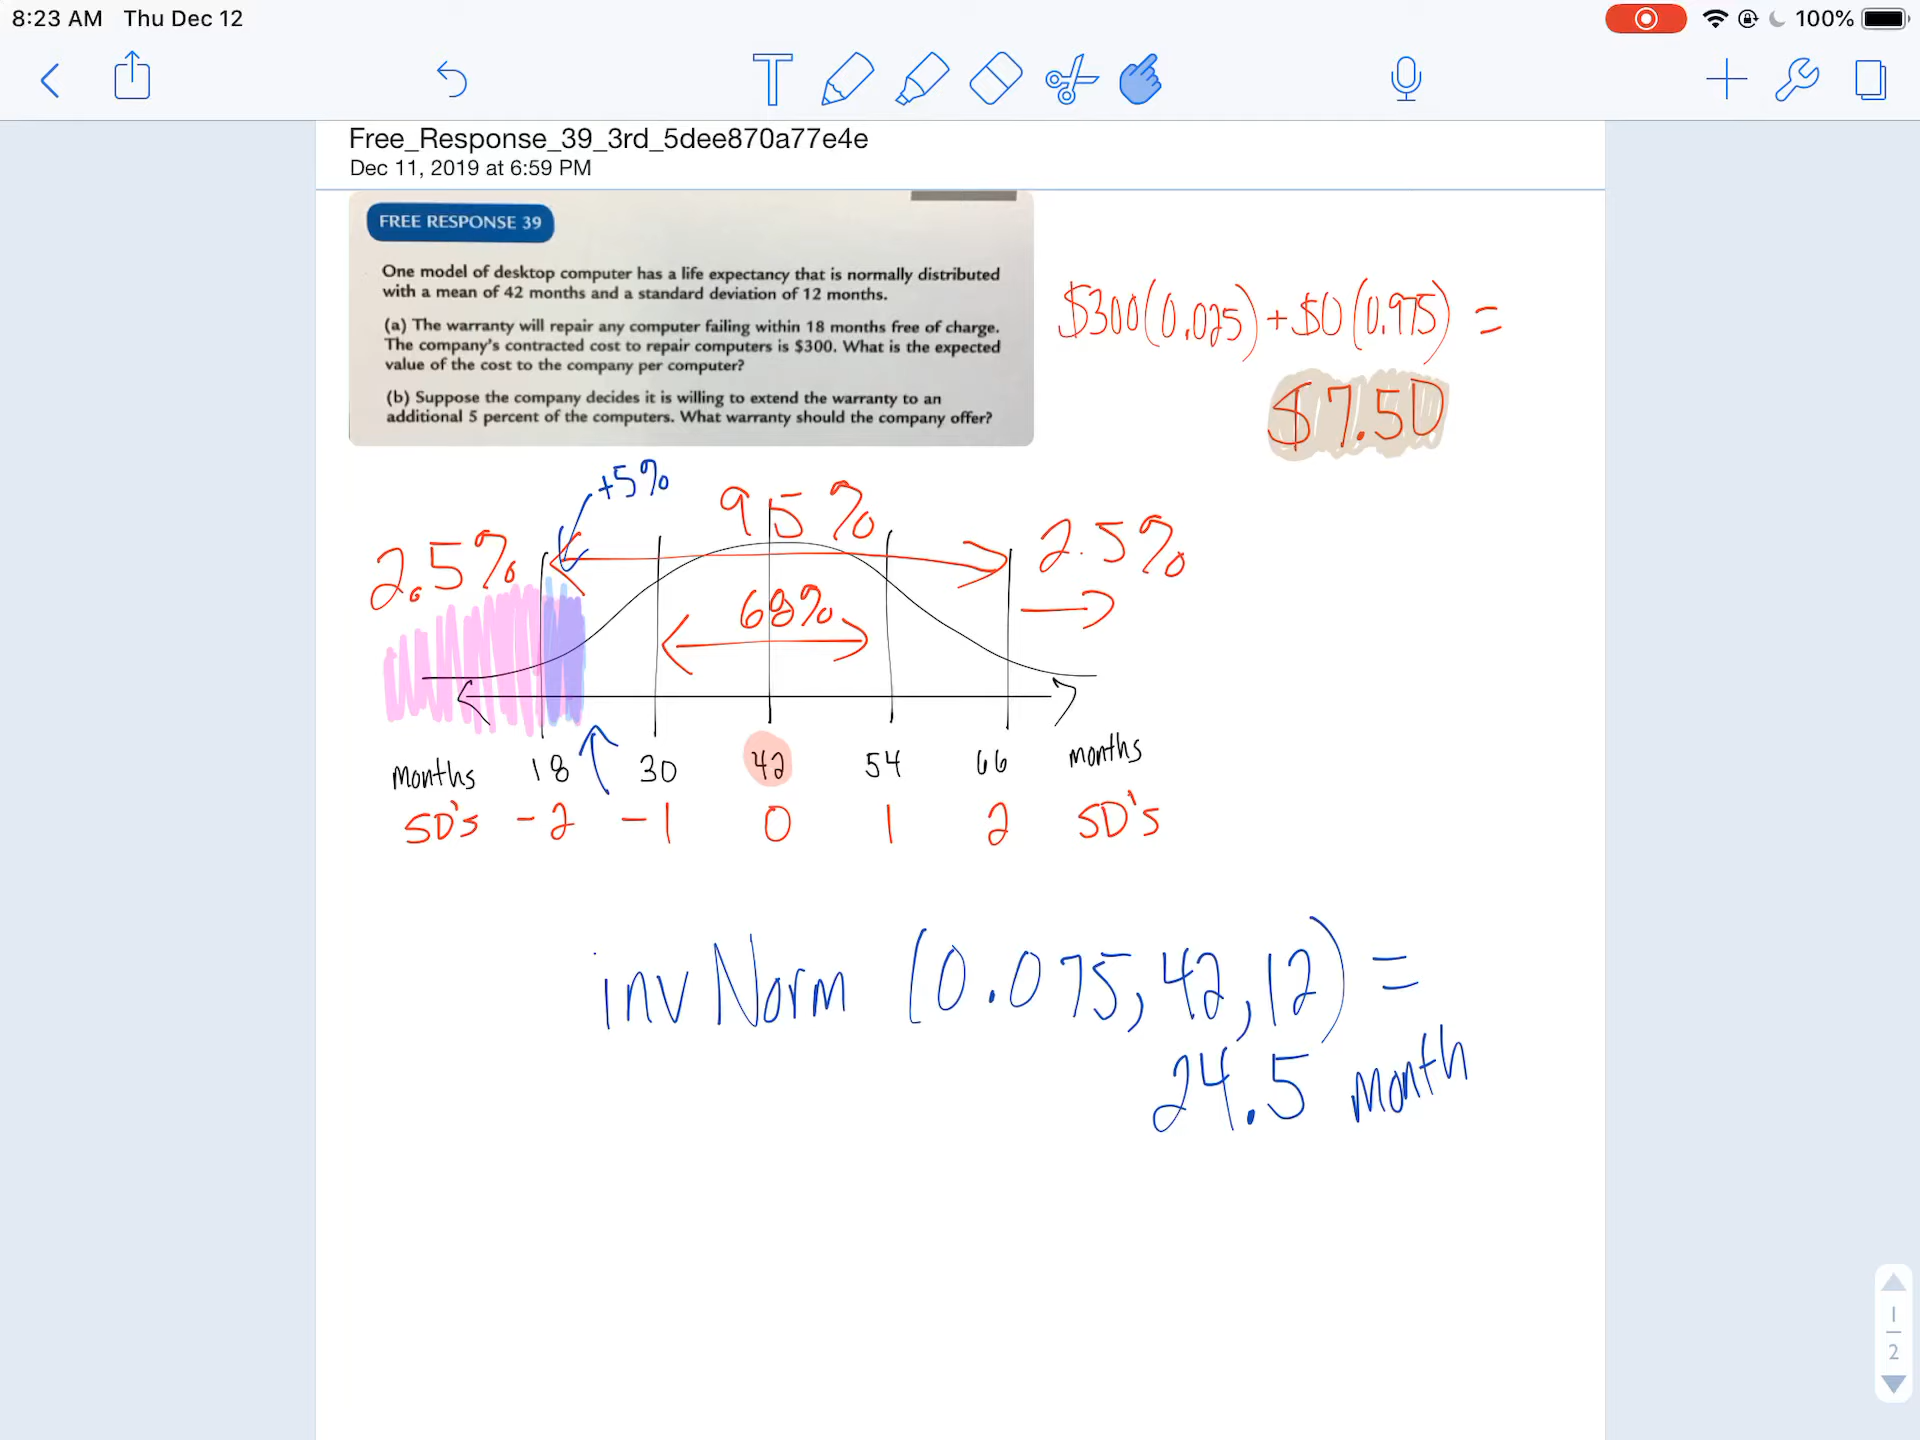 8:23 AM Thu Dec 12
100%
T
Free_Response_39_3rd_5dee870a77e4e
Dec 11, 2019 at 6:59 PM
FREE RESPONSE 39
One model of desktop computer has a life expectancy that is normally distributed
with a mean of 42 months and a standard deviation of 12 months.
(a) The warranty will repair any computer failing within 18 months free of charge.
The company's contracted cost to repair computers is $300. What is the expected
value of the cost to the company per computer?
(b) Suppose the company decides it is willing to extend the warranty to an
additional 5 percent of the computers. What warranty should the company offer?
$300(0.025) + $0(0.975) =
$7.50
+5%
95%
2.5%
2.5%
68%
months 18 30 42 54 66 months
SD's -2 -1 0 1 2 SD's
invNorm (0.075, 42, 12) =
24.5 month
1
2